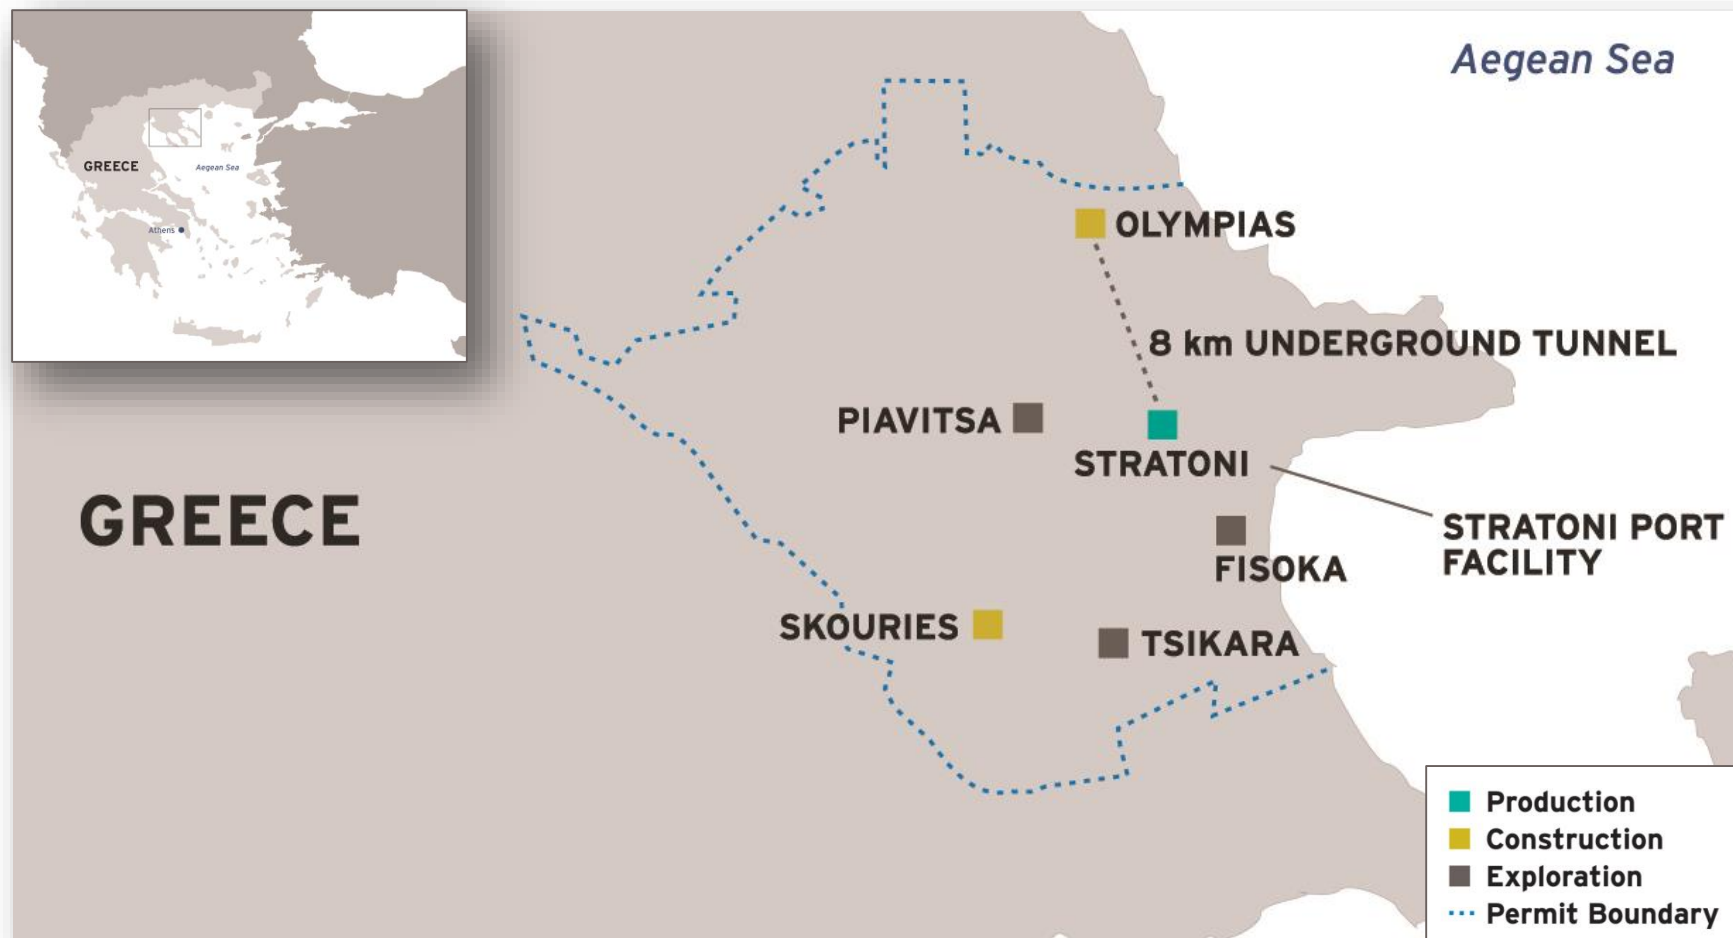 GREECE
Aegean Sea
Athens
Aegean Sea
OLYMPIAS
8 km UNDERGROUND TUNNEL
PIAVITSA
STRATONI
GREECE
STRATONI PORT
FACILITY
FISOKA
SKOURIES
TSIKARA
Production
Construction
Exploration
Permit Boundary